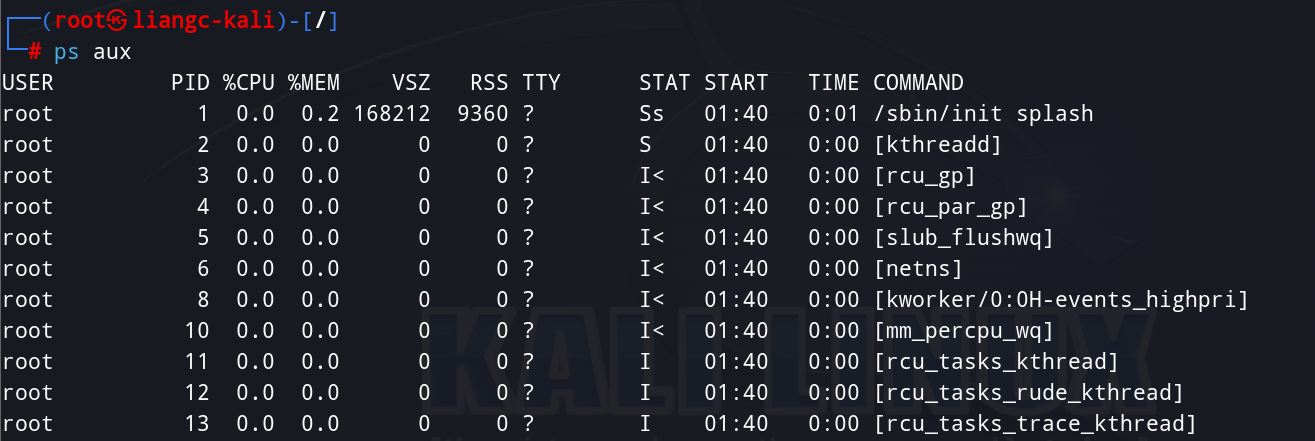 ┌──(root㉿liangc-kali)-[/]
└─# ps aux
USER PID %CPU %MEM VSZ RSS TTY STAT START TIME COMMAND
root 1 0.0 0.2 168212 9360 ? Ss 01:40 0:01 /sbin/init splash
root 2 0.0 0.0 0 0 ? S 01:40 0:00 [kthreadd]
root 3 0.0 0.0 0 0 ? I< 01:40 0:00 [rcu_gp]
root 4 0.0 0.0 0 0 ? I< 01:40 0:00 [rcu_par_gp]
root 5 0.0 0.0 0 0 ? I< 01:40 0:00 [slub_flushwq]
root 6 0.0 0.0 0 0 ? I< 01:40 0:00 [netns]
root 8 0.0 0.0 0 0 ? I< 01:40 0:00 [kworker/0:0H-events_highpri]
root 10 0.0 0.0 0 0 ? I< 01:40 0:00 [mm_percpu_wq]
root 11 0.0 0.0 0 0 ? I 01:40 0:00 [rcu_tasks_kthread]
root 12 0.0 0.0 0 0 ? I 01:40 0:00 [rcu_tasks_rude_kthread]
root 13 0.0 0.0 0 0 ? I 01:40 0:00 [rcu_tasks_trace_kthread]
KALI LINUX